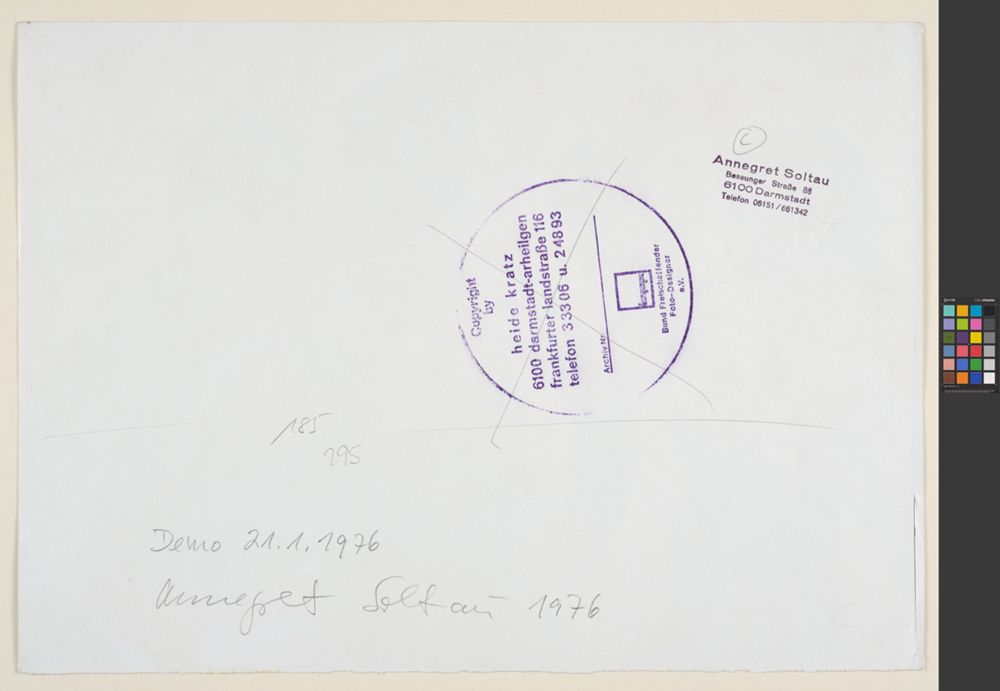 C
Annegret Soltau
Bessunger Straße 88
6100 Darmstadt
Telefon 06151/661342
Copyright
by
heide kratz
6100 darmstadt-arheilgen
frankfurter landstraße 116
telefon 33306 u. 24893
Archiv Nr.
Bund Freischaffender
Foto-Designer
e.V.
185
295
Demo 21.1.1976
Annegret Soltau 1976